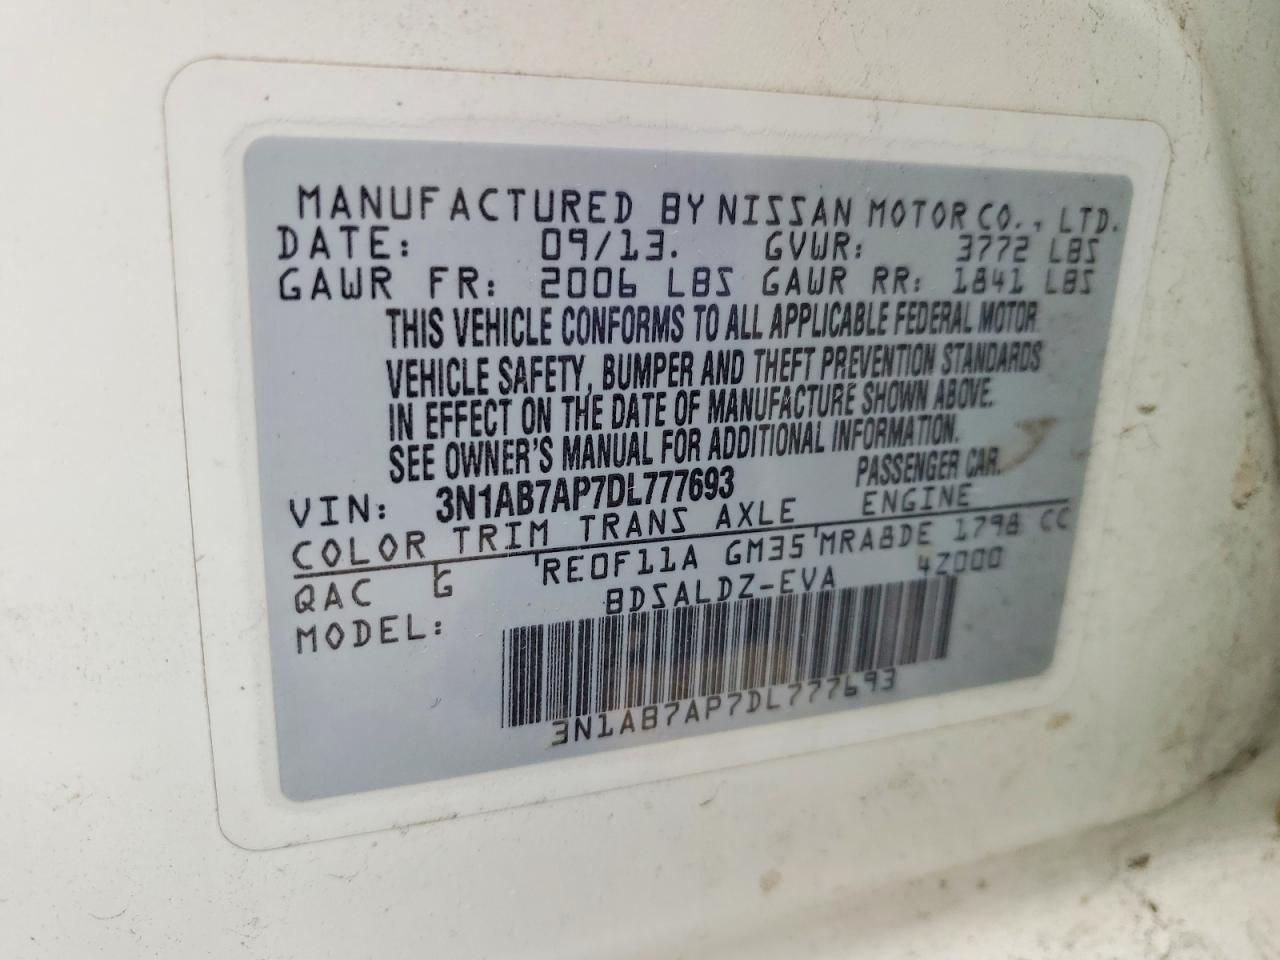 MANUFACTURED BY NISSAN MOTOR CO., LTD.
DATE: 09/13. GVWR: 3772 LBS
GAWR FR: 2006 LBS GAWR RR: 1841 LBS
THIS VEHICLE CONFORMS TO ALL APPLICABLE FEDERAL MOTOR
VEHICLE SAFETY, BUMPER AND THEFT PREVENTION STANDARDS
IN EFFECT ON THE DATE OF MANUFACTURE SHOWN ABOVE.
SEE OWNER'S MANUAL FOR ADDITIONAL INFORMATION.
VIN: 3N1AB7AP7DL777693 PASSENGER CAR.
COLOR TRIM TRANS AXLE ENGINE
QAC G RE0F11A GM35 MRA8DE 1798 CC
MODEL: BDSALDZ-EVA 4Z000
3N1AB7AP7DL777693